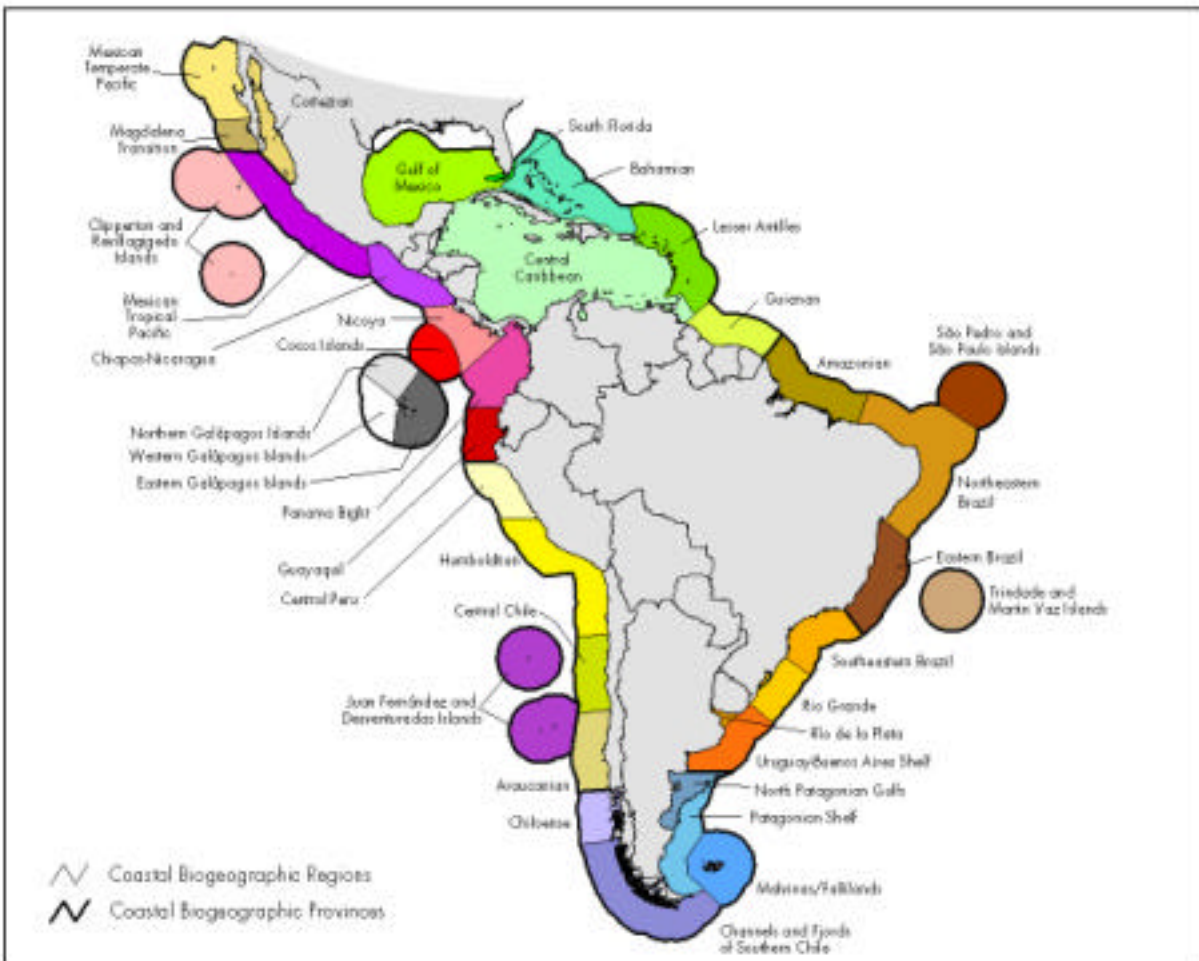 Mexican
Temperate
Pacific
Cortezian
Magdalena
Transition
Gulf of
Mexico
South Florida
Bahamian
Lesser Antilles
Clipperton and
Revillagigedo
Islands
Central
Caribbean
Guianan
Mexican
Tropical
Pacific
Nicoya
Cocos Islands
Chiapas-Nicaragua
Amazonian
São Pedro and
São Paulo Islands
Northern Galápagos Islands
Western Galápagos Islands
Eastern Galápagos Islands
Northeastern
Brazil
Panama Bight
Guayaquil
Central Peru
Humboldtian
Eastern Brazil
Trindade and
Martin Vaz Islands
Central Chile
Southeastern Brazil
Juan Fernández and
Desventuradas Islands
Rio Grande
Río de la Plata
Uruguay-Buenos Aires Shelf
Araucanian
North Patagonian Gulfs
Chiloense
Patagonian Shelf
Malvinas/Falklands
Channels and Fjords
of Southern Chile
Coastal Biogeographic Regions
Coastal Biogeographic Provinces